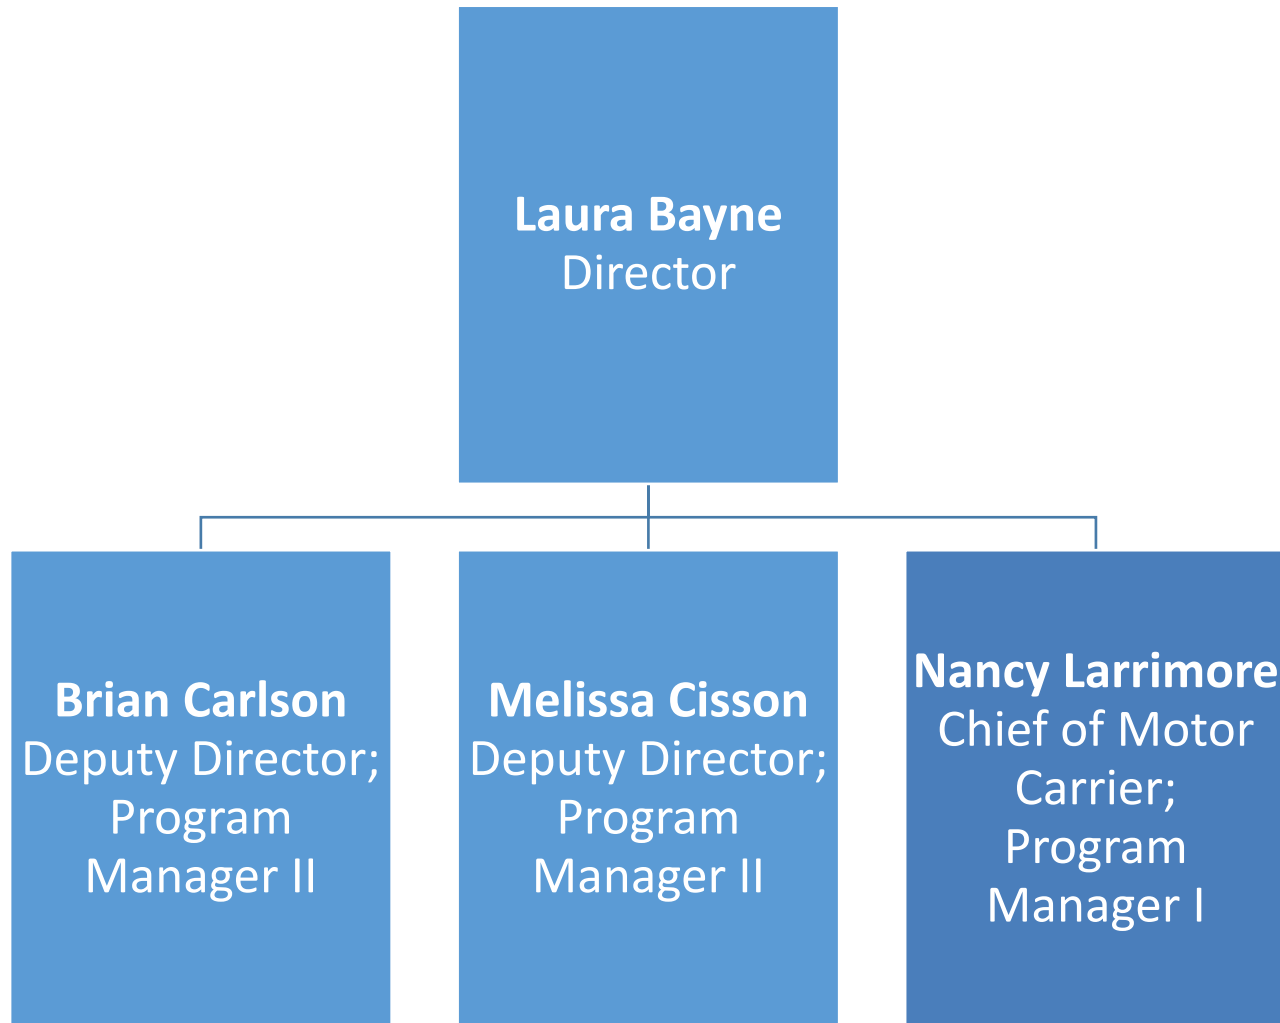 Laura Bayne
Director
Brian Carlson
Deputy Director;
Program
Manager II
Melissa Cisson
Deputy Director;
Program
Manager II
Nancy Larrimore
Chief of Motor
Carrier;
Program
Manager I